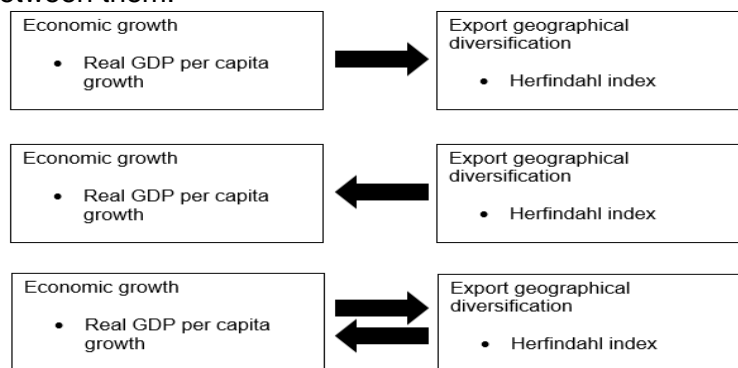 Economic growth
• Real GDP per capita
growth
Export geographical
diversification
• Herfindahl index
Economic growth
• Real GDP per capita
growth
Export geographical
diversification
• Herfindahl index
Economic growth
• Real GDP per capita
growth
Export geographical
diversification
• Herfindahl index